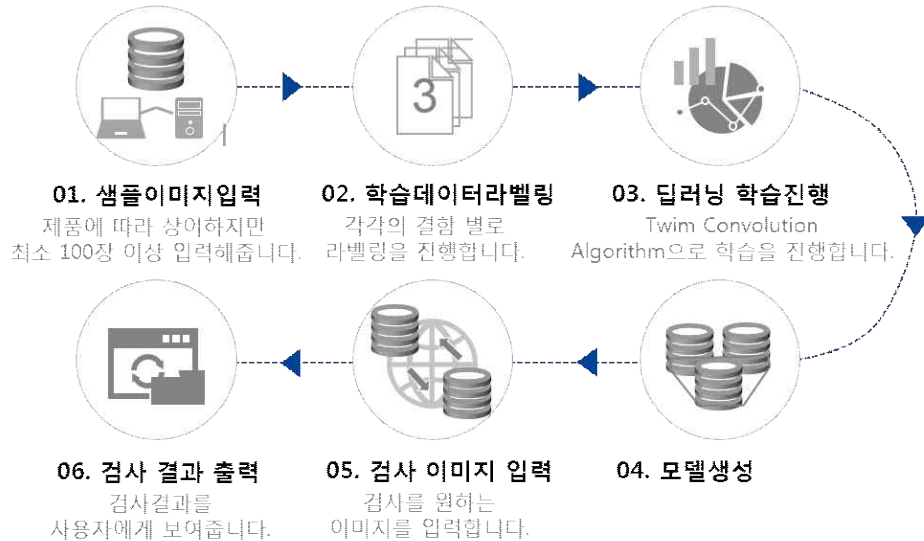 3
01. 샘플이미지입력
제품에 따라 상이하지만
최소 100장 이상 입력해줍니다.
02. 학습데이터라벨링
각각의 결함 별로
라벨링을 진행합니다.
03. 딥러닝 학습진행
Twim Convolution
Algorithm으로 학습을 진행합니다.
04. 모델생성
05. 검사 이미지 입력
검사를 원하는
이미지를 입력합니다.
06. 검사 결과 출력
검사결과를
사용자에게 보여줍니다.